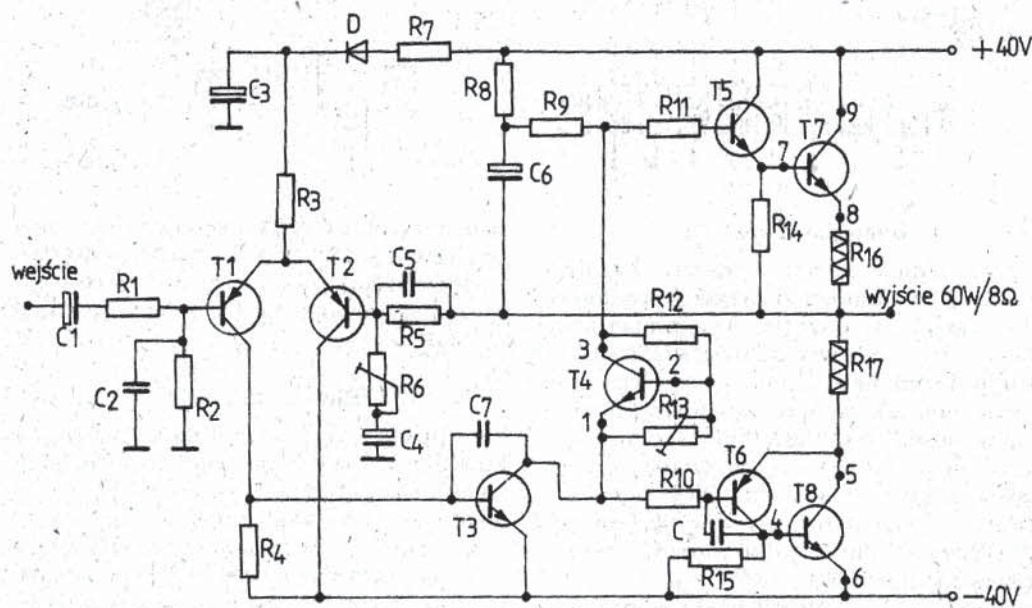 D
R7
+40V
C3
R8
R9
R11
T5
T7
9
7
8
C6
R3
R14
R16
wejście
R1
T1
T2
C5
R5
R12
wyjście 60W/8Ω
C1
C2
R2
R6
C4
3
T4
2
1
R13
R17
C7
T3
R10
T6
T8
5
C
4
R15
R4
6
-40V